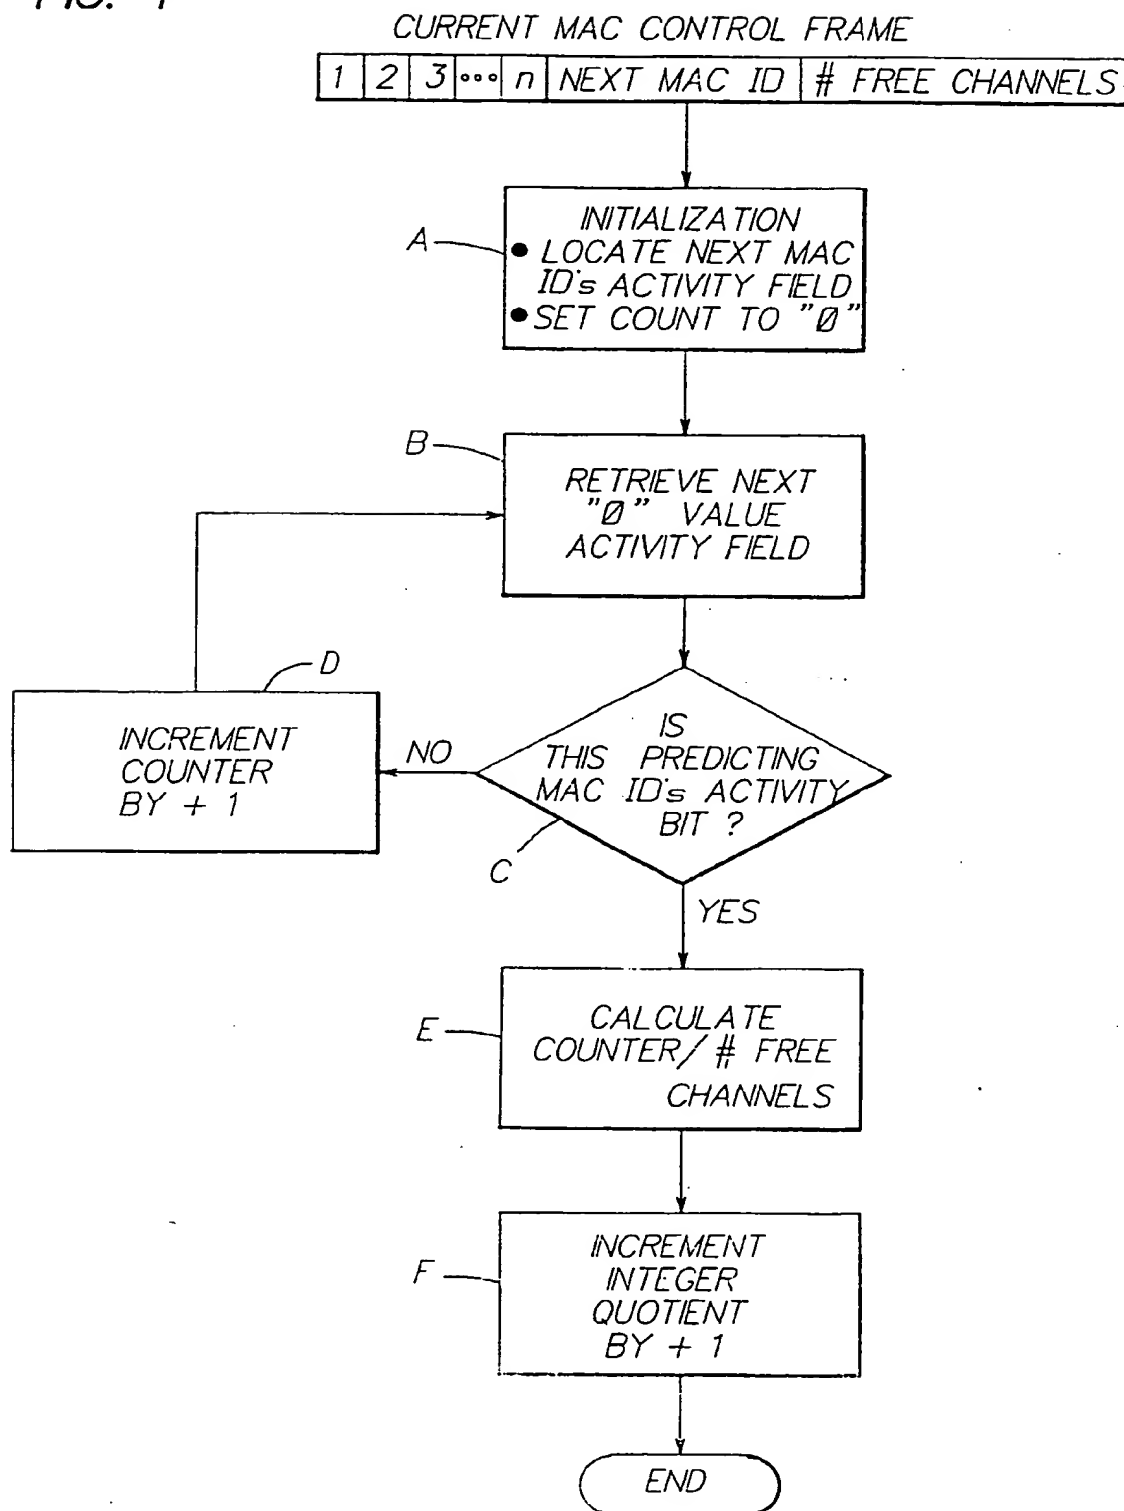 CURRENT MAC CONTROL FRAME
1 2 3 ••• n NEXT MAC ID # FREE CHANNELS
INITIALIZATION
A
• LOCATE NEXT MAC
ID's ACTIVITY FIELD
• SET COUNT TO "Ø"
B
RETRIEVE NEXT
"Ø" VALUE
ACTIVITY FIELD
D
INCREMENT
COUNTER
BY + 1
NO
IS
THIS PREDICTING
MAC ID's ACTIVITY
BIT ?
C
YES
E
CALCULATE
COUNTER/# FREE
CHANNELS
F
INCREMENT
INTEGER
QUOTIENT
BY + 1
END